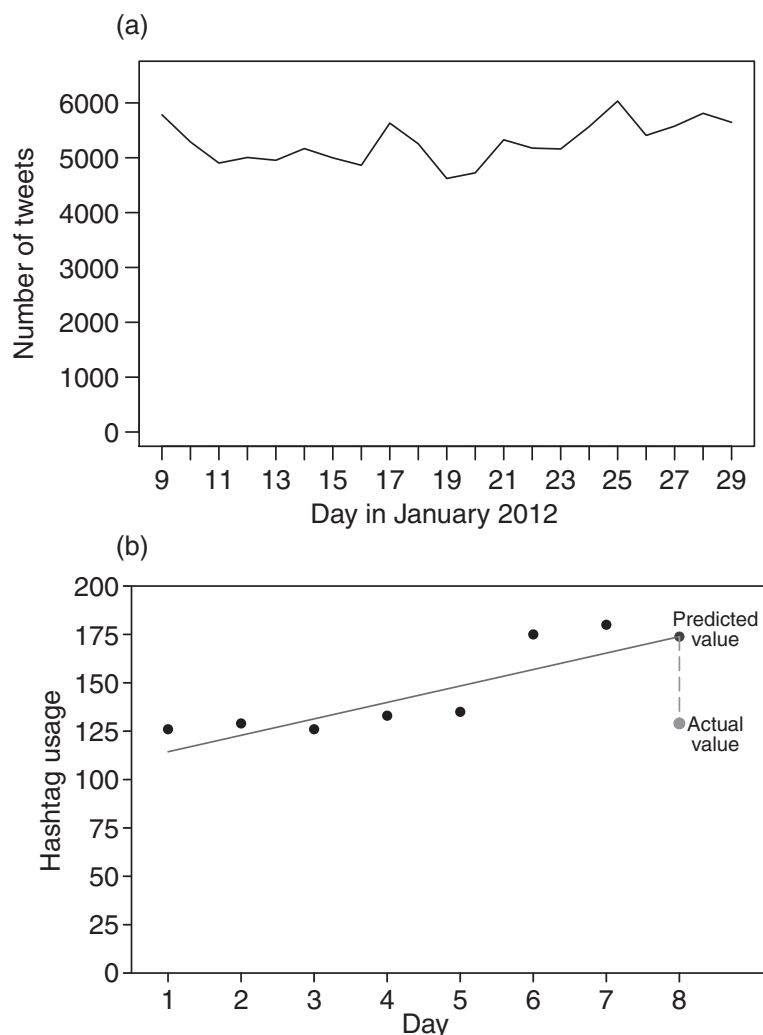 (a)
Number of tweets
6000
5000
4000
3000
2000
1000
0
9 11 13 15 17 19 21 23 25 27 29
Day in January 2012
(b)
Hashtag usage
200
175
150
125
100
75
50
25
0
Predicted
value
Actual
value
1 2 3 4 5 6 7 8
Day